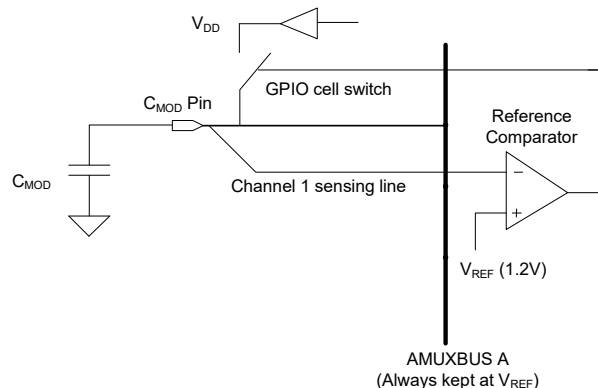 VDD
GPIO cell switch
CMOD Pin
Reference
Comparator
CMOD
Channel 1 sensing line
−
+
VREF (1.2V)
AMUXBUS A
(Always kept at VREF)